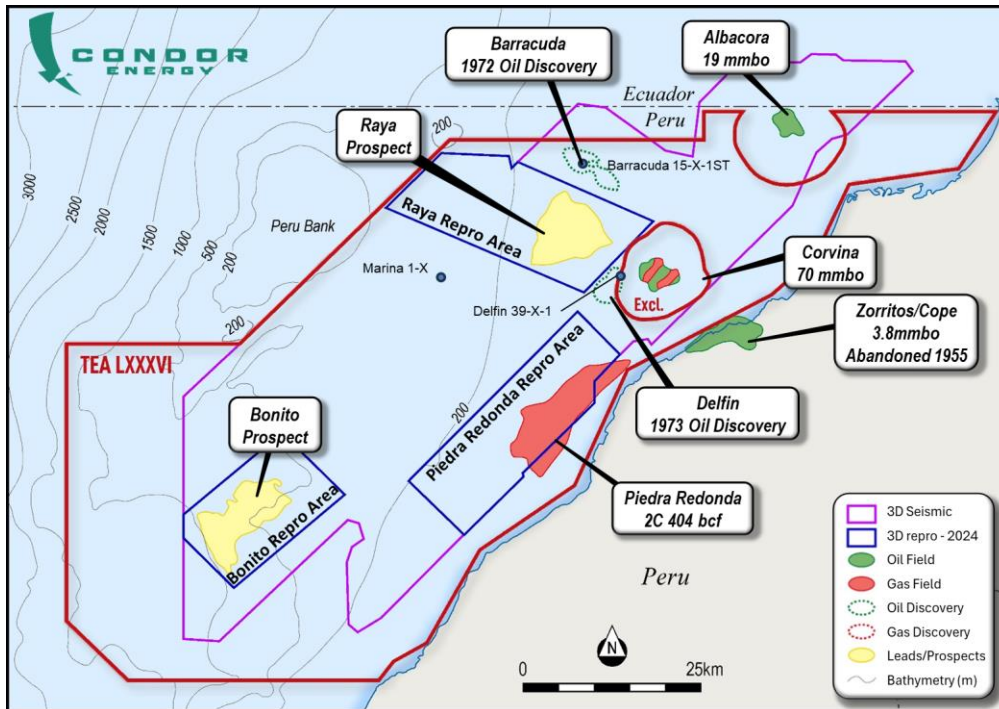 CONDOR
ENERGY
Barracuda
1972 Oil Discovery
Albacora
19 mmbo
Ecuador
Peru
Raya
Prospect
200
Barracuda 15-X-1ST
3000
2500
2000
1500
1000
500
200
Peru Bank
Raya Repro Area
Marina 1-X
Delfin 39-X-1
Excl.
Corvina
70 mmbo
Zorritos/Cope
3.8mmbo
Abandoned 1955
200
TEA LXXXVI
Bonito
Prospect
200
Piedra Redonda Repro Area
Delfin
1973 Oil Discovery
Bonito Repro Area
Piedra Redonda
2C 404 bcf
Peru
N
0
25km
3D Seismic
3D repro - 2024
Oil Field
Gas Field
Oil Discovery
Gas Discovery
Leads/Prospects
Bathymetry (m)